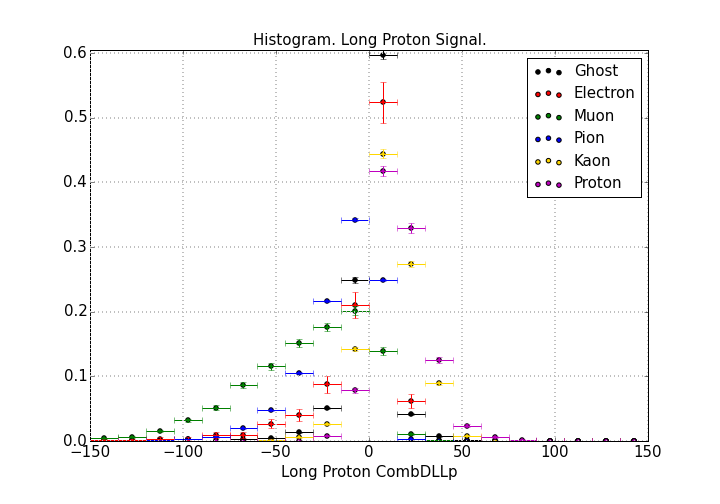 Histogram. Long Proton Signal.
0.6
0.5
0.4
0.3
0.2
0.1
0.0
Ghost
Electron
Muon
Pion
Kaon
Proton
−150 −100 −50 0 50 100 150
Long Proton CombDLLp